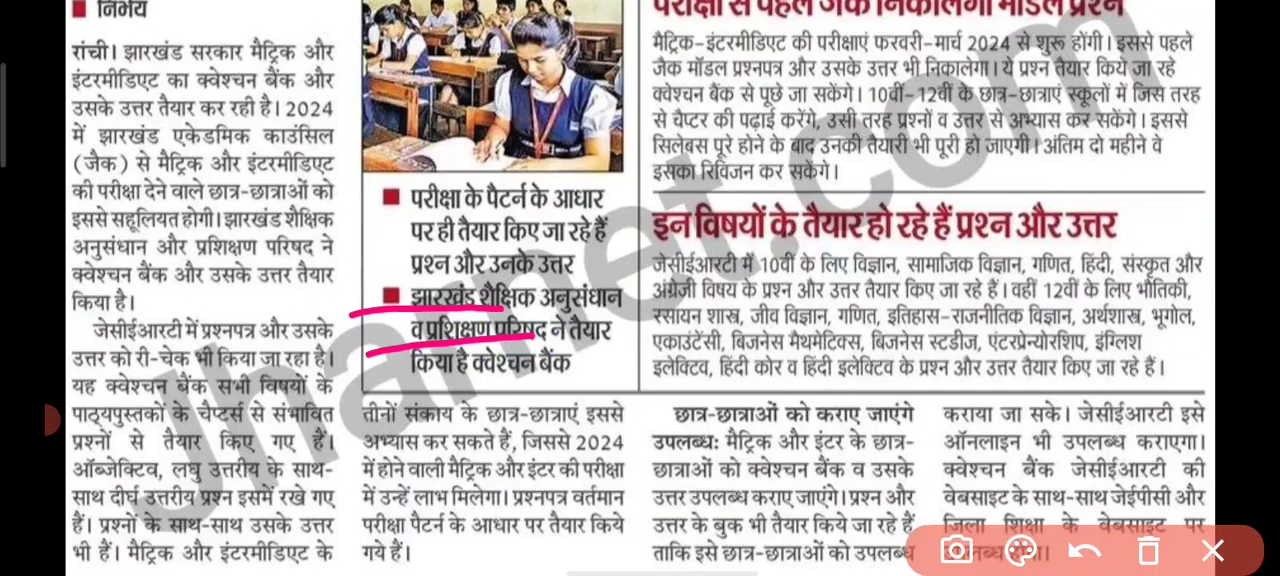 ■ निर्भय
रांची। झारखंड सरकार मैट्रिक और
इंटरमीडिएट का क्वेश्चन बैंक और
उसके उत्तर तैयार कर रही है। 2024
में झारखंड एकेडमिक काउंसिल
(जैक) से मैट्रिक और इंटरमीडिएट
की परीक्षा देने वाले छात्र-छात्राओं को
इससे सहूलियत होगी। झारखंड शैक्षिक
अनुसंधान और प्रशिक्षण परिषद ने
क्वेश्चन बैंक और उसके उत्तर तैयार
किया है।
जेसीईआरटी में प्रश्नपत्र और उसके
उत्तर को री-चेक भी किया जा रहा है।
यह क्वेश्चन बैंक सभी विषयों के
पाठ्यपुस्तकों के चैप्टर्स से संभावित
प्रश्नों से तैयार किए गए हैं।
ऑब्जेक्टिव, लघु उत्तरीय के साथ-
साथ दीर्घ उत्तरीय प्रश्न इसमें रखे गए
हैं। प्रश्नों के साथ-साथ उसके उत्तर
भी हैं। मैट्रिक और इंटरमीडिएट के
■ परीक्षा के पैटर्न के आधार
पर ही तैयार किए जा रहे हैं
प्रश्न और उनके उत्तर
■ झारखंड शैक्षिक अनुसंधान
व प्रशिक्षण परिषद ने तैयार
किया है क्वेश्चन बैंक
तीनों संकाय के छात्र-छात्राएं इससे
अभ्यास कर सकते हैं, जिससे 2024
में होने वाली मैट्रिक और इंटर की परीक्षा
में उन्हें लाभ मिलेगा। प्रश्नपत्र वर्तमान
परीक्षा पैटर्न के आधार पर तैयार किये
गये हैं।
परीक्षा से पहले जैक निकालेगा मॉडल प्रश्न
मैट्रिक-इंटरमीडिएट की परीक्षाएं फरवरी-मार्च 2024 से शुरू होंगी। इससे पहले
जैक मॉडल प्रश्नपत्र और उसके उत्तर भी निकालेगा। ये प्रश्न तैयार किये जा रहे
क्वेश्चन बैंक से पूछे जा सकेंगे। 10वीं-12वीं के छात्र-छात्राएं स्कूलों में जिस तरह
से चैप्टर की पढ़ाई करेंगे, उसी तरह प्रश्नों व उत्तर से अभ्यास कर सकेंगे। इससे
सिलेबस पूरे होने के बाद उनकी तैयारी भी पूरी हो जाएगी। अंतिम दो महीने वे
इसका रिविजन कर सकेंगे।
इन विषयों के तैयार हो रहे हैं प्रश्न और उत्तर
जेसीईआरटी में 10वीं के लिए विज्ञान, सामाजिक विज्ञान, गणित, हिंदी, संस्कृत और
अंग्रेजी विषय के प्रश्न और उत्तर तैयार किए जा रहे हैं। वहीं 12वीं के लिए भौतिकी,
रसायन शास्त्र, जीव विज्ञान, गणित, इतिहास-राजनीतिक विज्ञान, अर्थशास्त्र, भूगोल,
एकाउंटेंसी, बिजनेस मैथमेटिक्स, बिजनेस स्टडीज, एंटरप्रेन्योरशिप, इंग्लिश
इलेक्टिव, हिंदी कोर व हिंदी इलेक्टिव के प्रश्न और उत्तर तैयार किए जा रहे हैं।
छात्र-छात्राओं को कराए जाएंगे
उपलब्ध: मैट्रिक और इंटर के छात्र-
छात्राओं को क्वेश्चन बैंक व उसके
उत्तर उपलब्ध कराए जाएंगे। प्रश्न और
उत्तर के बुक भी तैयार किये जा रहे हैं
ताकि इसे छात्र-छात्राओं को उपलब्ध
कराया जा सके। जेसीईआरटी इसे
ऑनलाइन भी उपलब्ध कराएगा।
क्वेश्चन बैंक जेसीईआरटी की
वेबसाइट के साथ-साथ जेईपीसी और
जिला शिक्षा के वेबसाइट पर
उपलब्ध होगा।
Jharnet.com